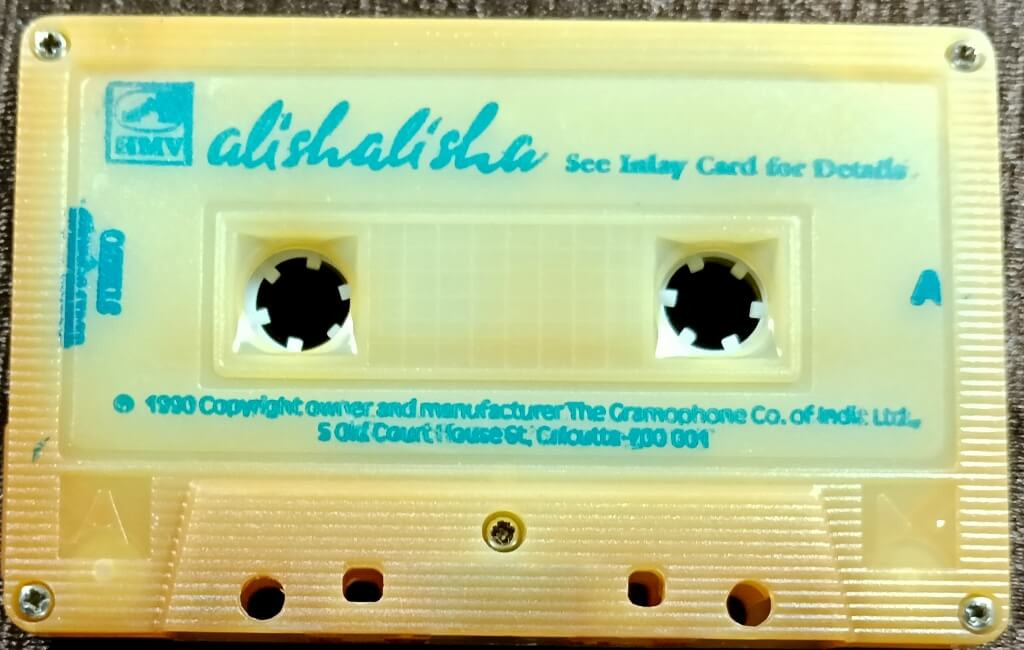 HMV
alishalisha
See Inlay Card for Details
A
℗ 1990 Copyright owner and manufacturer The Gramophone Co. of India Ltd.,
5 Old Court House St, Calcutta-700 001
A